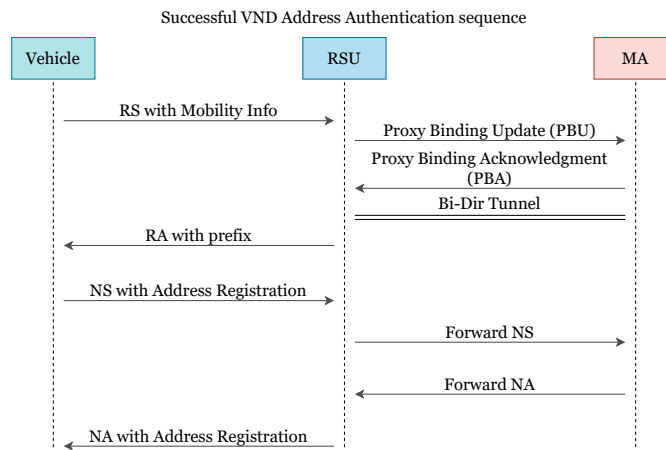 Successful VND Address Authentication sequence
Vehicle
RSU
MA
RS with Mobility Info
Proxy Binding Update (PBU)
Proxy Binding Acknowledgment
(PBA)
Bi-Dir Tunnel
RA with prefix
NS with Address Registration
Forward NS
Forward NA
NA with Address Registration